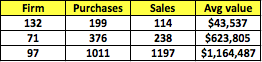 Firm Purchases Sales Avg value
132 199 114 $43,537
71 376 238 $623,805
97 1011 1197 $1,164,487